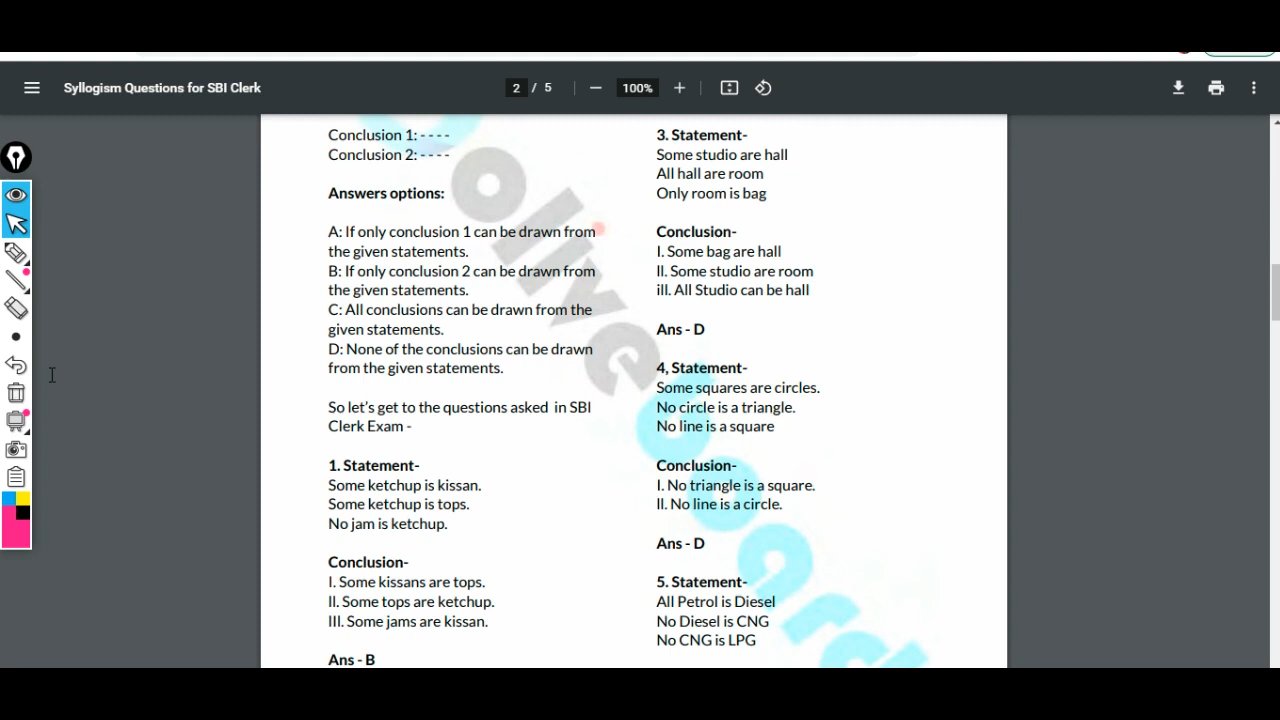 Syllogism Questions for SBI Clerk
2 / 5
100%
Conclusion 1: - - - -
Conclusion 2: - - - -
Answers options:
A: If only conclusion 1 can be drawn from
the given statements.
B: If only conclusion 2 can be drawn from
the given statements.
C: All conclusions can be drawn from the
given statements.
D: None of the conclusions can be drawn
from the given statements.
So let's get to the questions asked in SBI
Clerk Exam -
1. Statement-
Some ketchup is kissan.
Some ketchup is tops.
No jam is ketchup.
Conclusion-
I. Some kissans are tops.
II. Some tops are ketchup.
III. Some jams are kissan.
Ans - B
3. Statement-
Some studio are hall
All hall are room
Only room is bag
Conclusion-
I. Some bag are hall
II. Some studio are room
iII. All Studio can be hall
Ans - D
4, Statement-
Some squares are circles.
No circle is a triangle.
No line is a square
Conclusion-
I. No triangle is a square.
II. No line is a circle.
Ans - D
5. Statement-
All Petrol is Diesel
No Diesel is CNG
No CNG is LPG
oliveboard